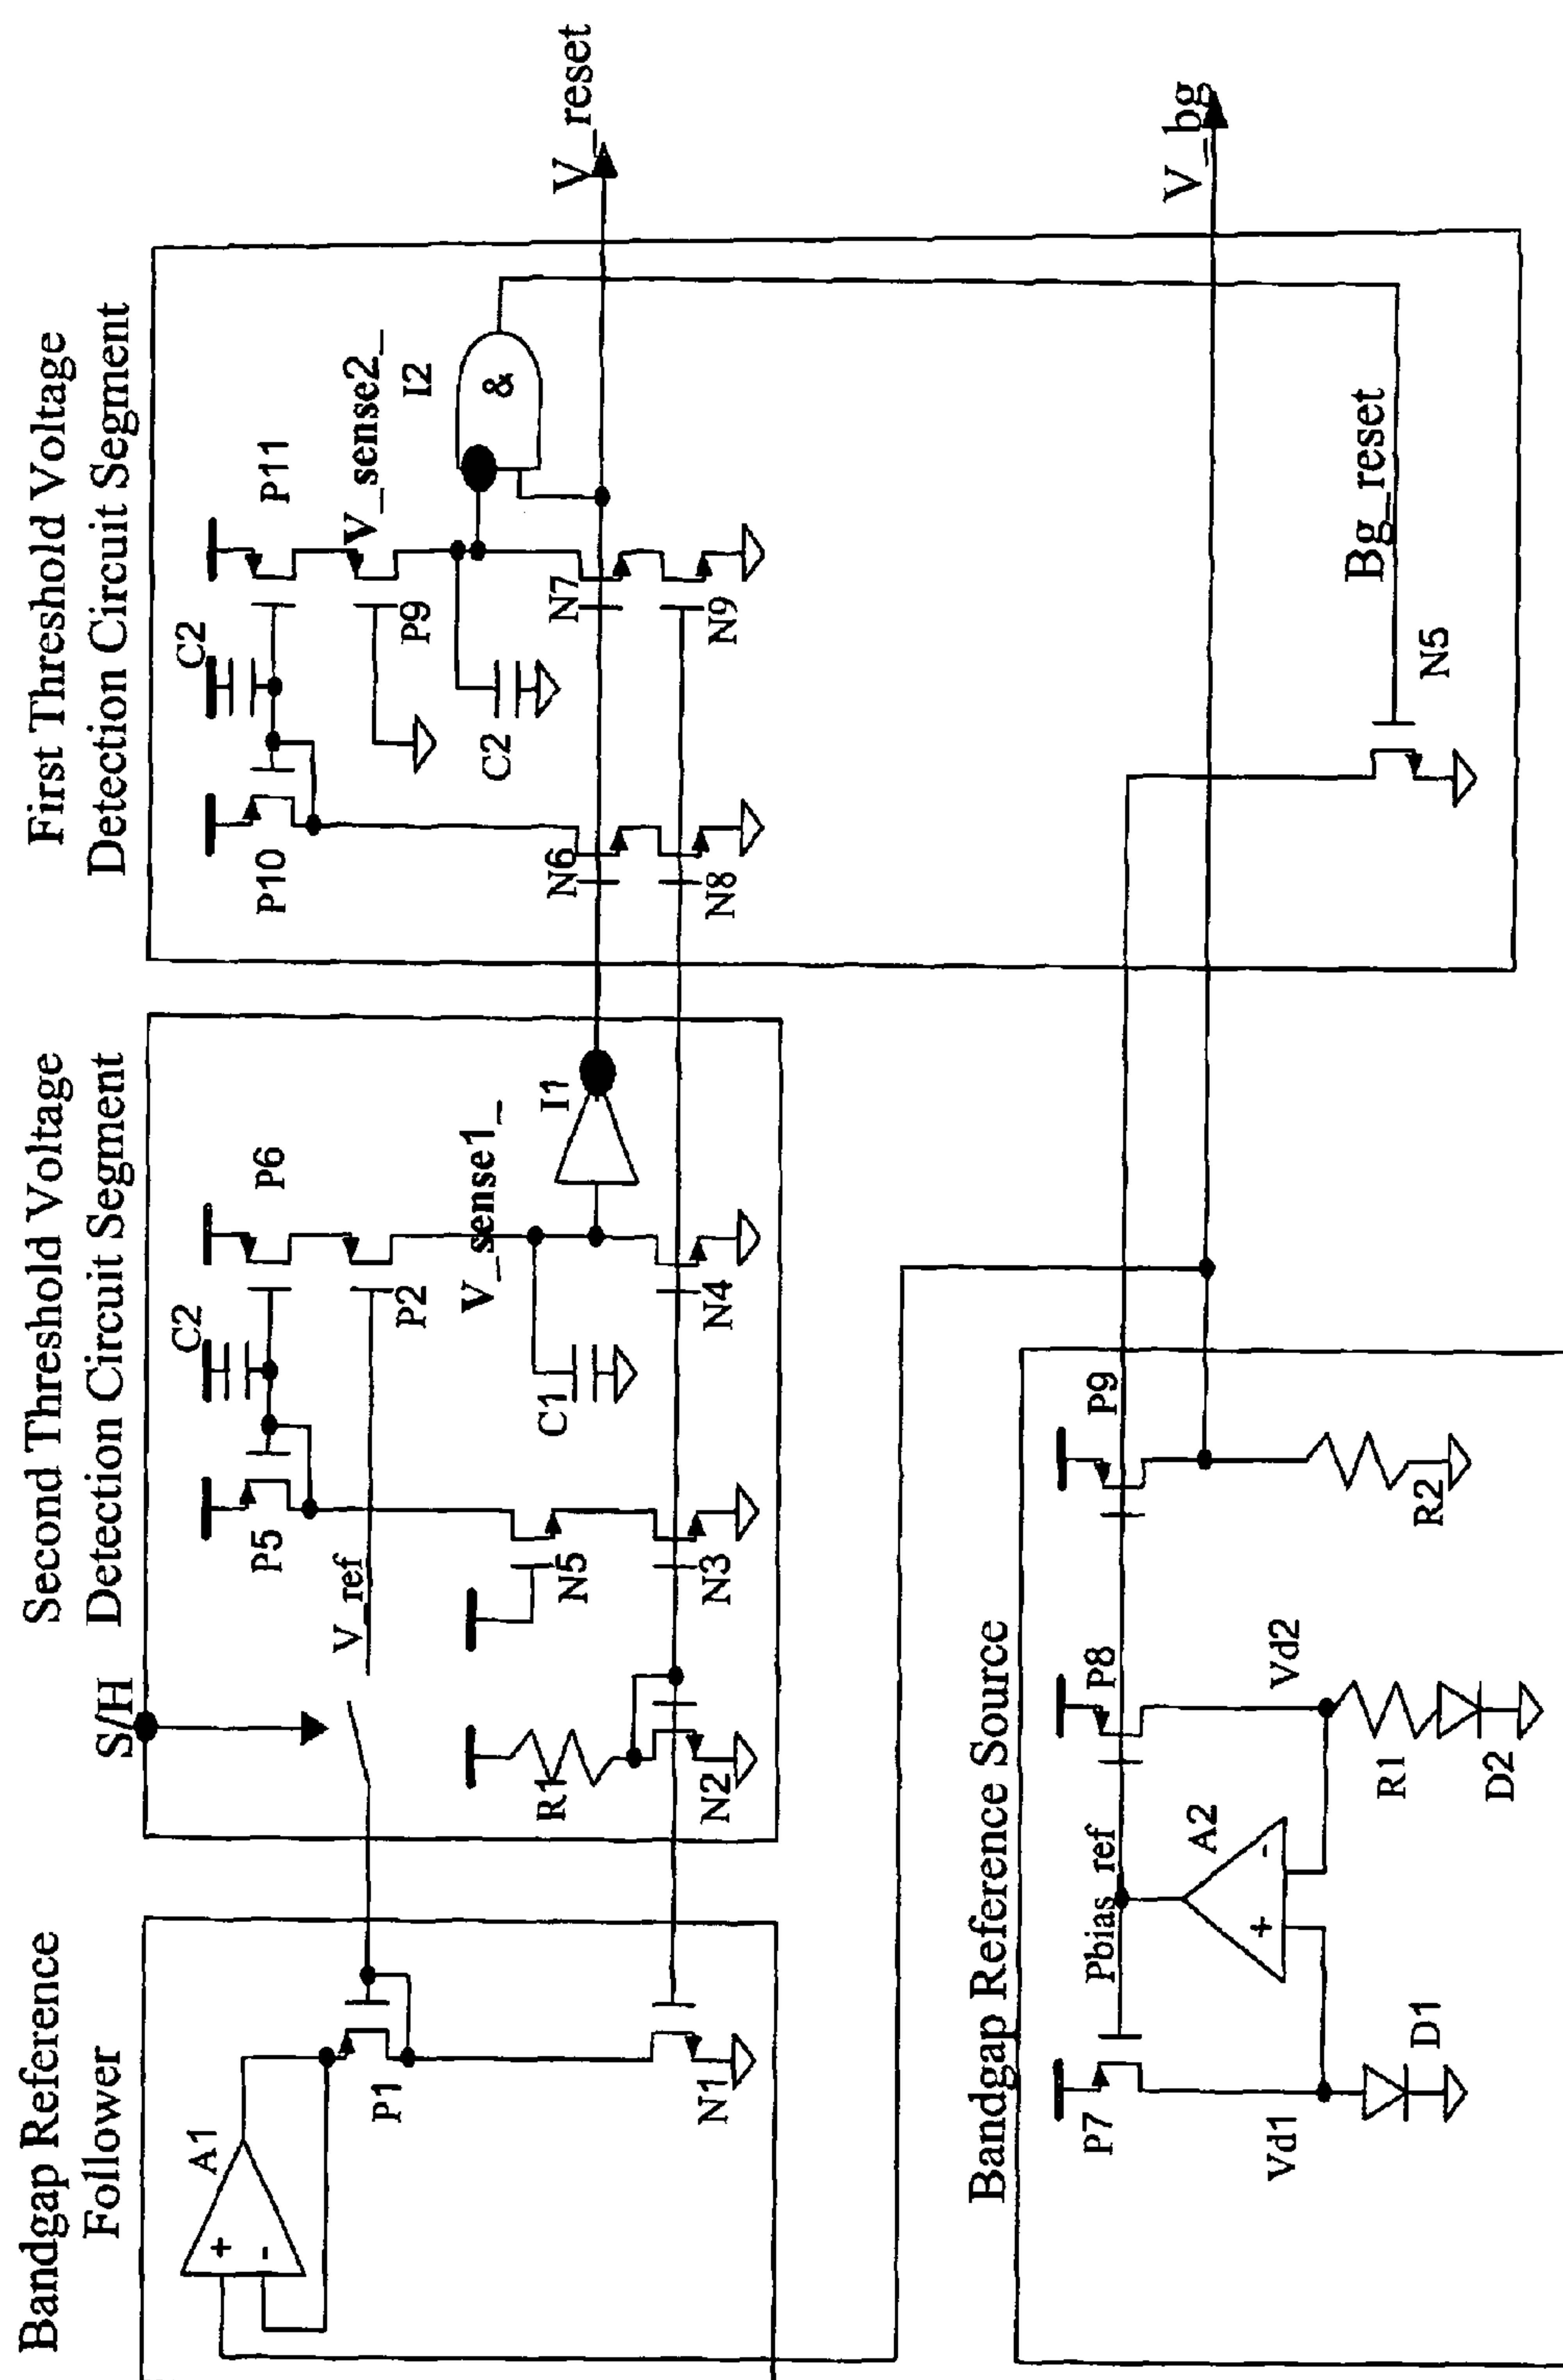 Bandgap Reference
Follower
A1
+
-
P1
N1
Second Threshold Voltage
Detection Circuit Segment
S/H
V_ref
R1
N2
P5
C2
P6
P2
N5
N3
C1
V_sense1_
N4
I1
First Threshold Voltage
Detection Circuit Segment
P10
C2
P11
P9
V_sense2_
I2
&
C2
N6
N7
N8
N9
V_reset
V_bg
Bg_reset
N5
Bandgap Reference Source
P7
Pbias_ref
P8
P9
A2
+
-
Vd1
Vd2
D1
R1
D2
R2